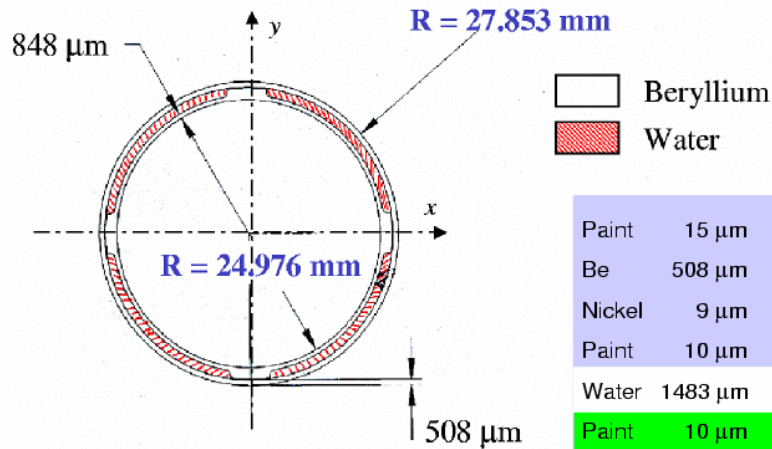 R = 27.853 mm
y
848 μm
Beryllium
Water
x
R = 24.976 mm
508 μm
Paint 15 μm
Be 508 μm
Nickel 9 μm
Paint 10 μm
Water 1483 μm
Paint 10 μm